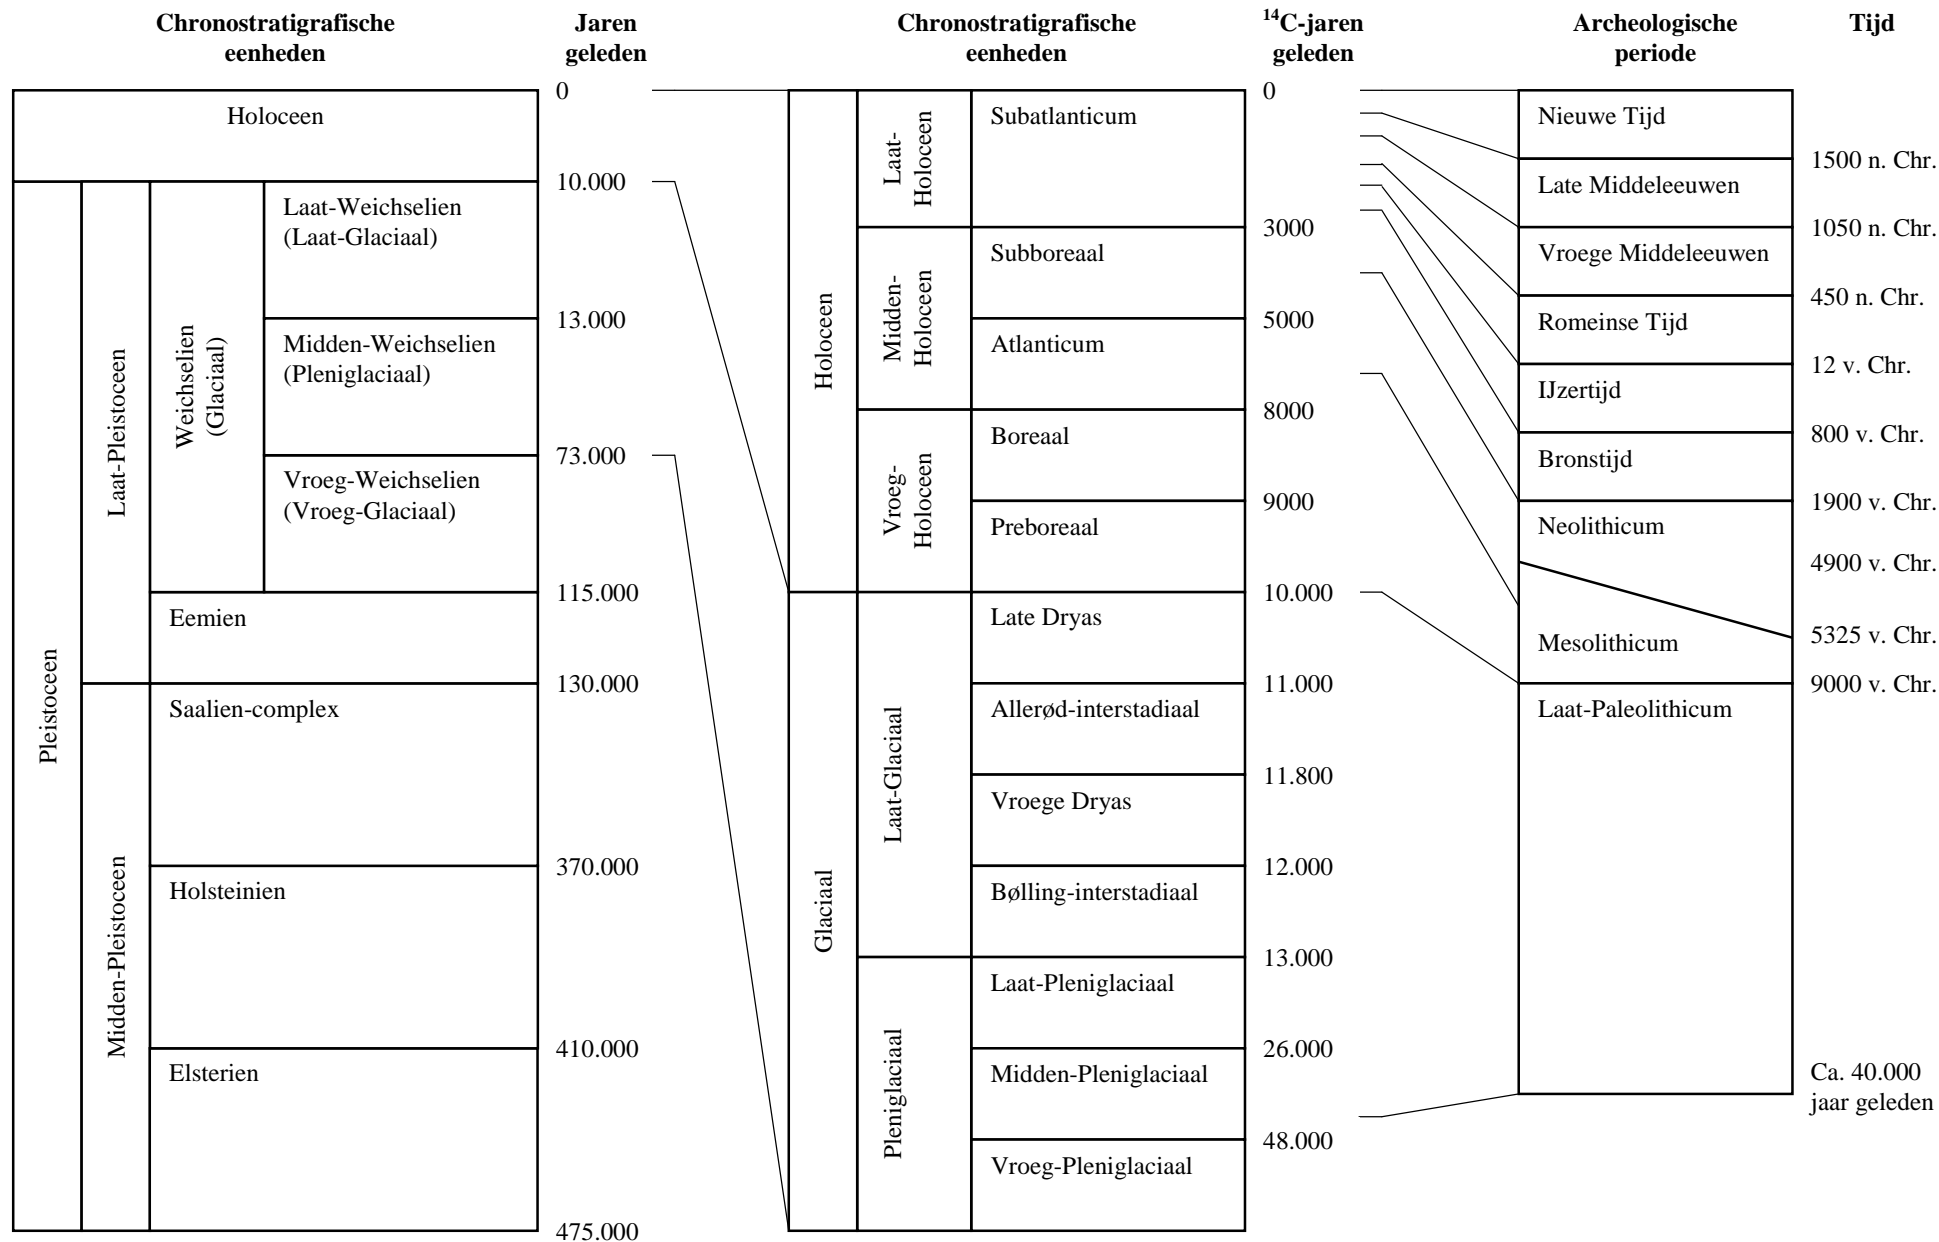 Chronostratigrafische
eenheden
Jaren
geleden
Chronostratigrafische
eenheden
14C-jaren
geleden
Archeologische
periode
Tijd
0
Holoceen
10.000
Pleistoceen
Laat-Pleistoceen
Weichselien
(Glaciaal)
Laat-Weichselien
(Laat-Glaciaal)
13.000
Midden-Weichselien
(Pleniglaciaal)
73.000
Vroeg-Weichselien
(Vroeg-Glaciaal)
115.000
Eemien
130.000
Midden-Pleistoceen
Saalien-complex
370.000
Holsteinien
410.000
Elsterien
475.000
0
Holoceen
Laat-
Holoceen
Subatlanticum
3000
Midden-
Holoceen
Subboreaal
5000
Atlanticum
8000
Vroeg-
Holoceen
Boreaal
9000
Preboreaal
10.000
Glaciaal
Laat-Glaciaal
Late Dryas
11.000
Allerød-interstadiaal
11.800
Vroege Dryas
12.000
Bølling-interstadiaal
13.000
Pleniglaciaal
Laat-Pleniglaciaal
26.000
Midden-Pleniglaciaal
48.000
Vroeg-Pleniglaciaal
Nieuwe Tijd
1500 n. Chr.
Late Middeleeuwen
1050 n. Chr.
Vroege Middeleeuwen
450 n. Chr.
Romeinse Tijd
12 v. Chr.
IJzertijd
800 v. Chr.
Bronstijd
1900 v. Chr.
Neolithicum
4900 v. Chr.
5325 v. Chr.
Mesolithicum
9000 v. Chr.
Laat-Paleolithicum
Ca. 40.000
jaar geleden